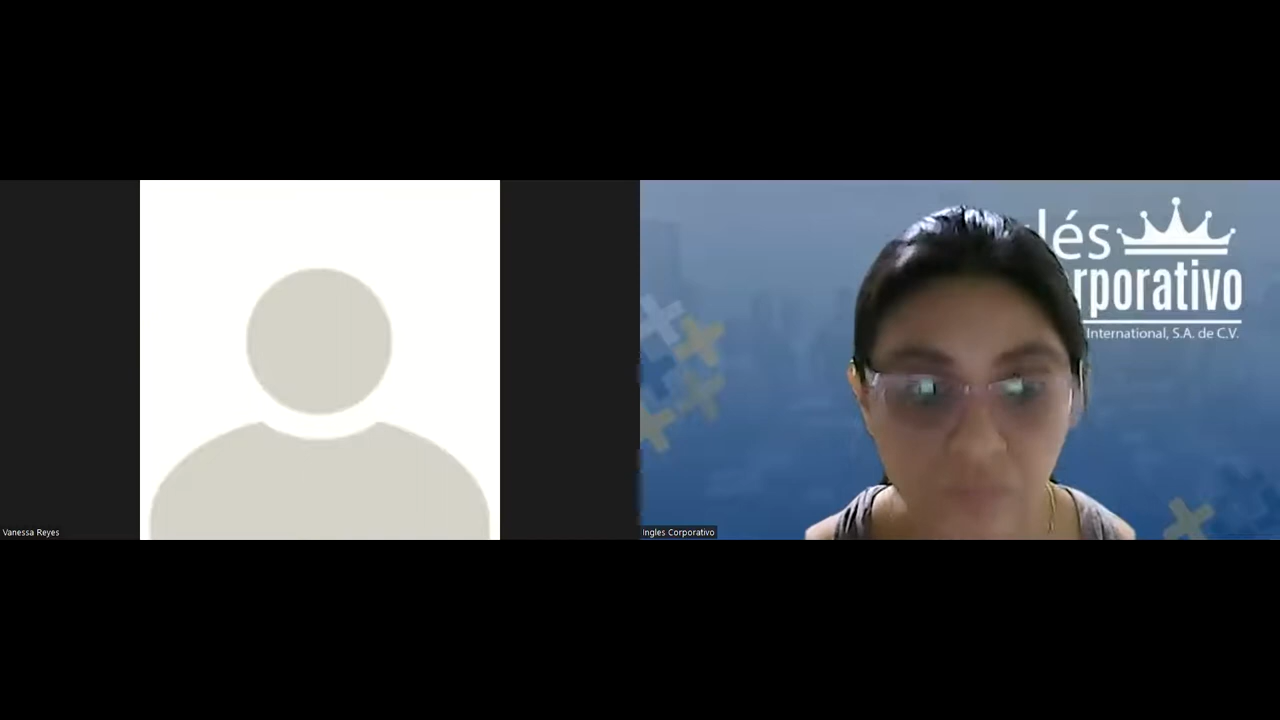 lés
rporativo
International, S.A. de C.V.
Vanessa Reyes
Ingles Corporativo